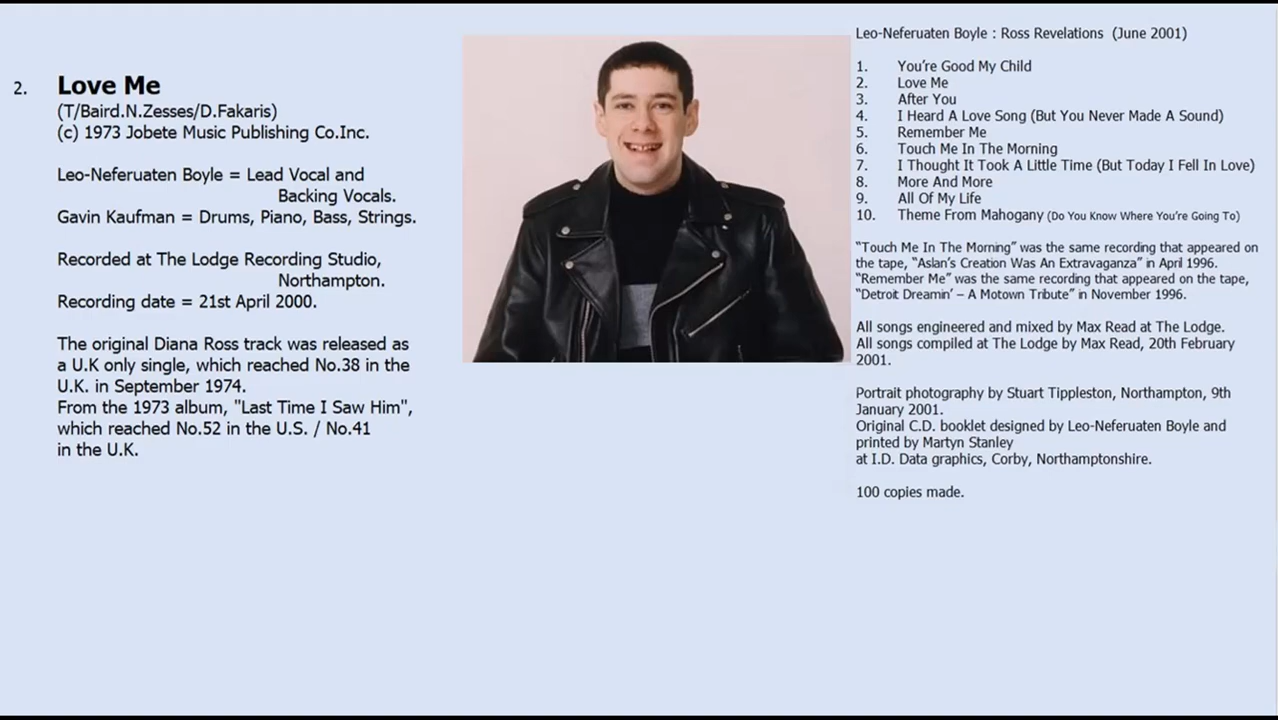 2. Love Me
(T/Baird.N.Zesses/D.Fakaris)
(c) 1973 Jobete Music Publishing Co.Inc.
Leo-Neferuaten Boyle = Lead Vocal and
Backing Vocals.
Gavin Kaufman = Drums, Piano, Bass, Strings.
Recorded at The Lodge Recording Studio,
Northampton.
Recording date = 21st April 2000.
The original Diana Ross track was released as
a U.K only single, which reached No.38 in the
U.K. in September 1974.
From the 1973 album, "Last Time I Saw Him",
which reached No.52 in the U.S. / No.41
in the U.K.
Leo-Neferuaten Boyle : Ross Revelations (June 2001)
1. You're Good My Child
2. Love Me
3. After You
4. I Heard A Love Song (But You Never Made A Sound)
5. Remember Me
6. Touch Me In The Morning
7. I Thought It Took A Little Time (But Today I Fell In Love)
8. More And More
9. All Of My Life
10. Theme From Mahogany (Do You Know Where You're Going To)
"Touch Me In The Morning" was the same recording that appeared on
the tape, "Aslan's Creation Was An Extravaganza" in April 1996.
"Remember Me" was the same recording that appeared on the tape,
"Detroit Dreamin' – A Motown Tribute" in November 1996.
All songs engineered and mixed by Max Read at The Lodge.
All songs compiled at The Lodge by Max Read, 20th February
2001.
Portrait photography by Stuart Tippleston, Northampton, 9th
January 2001.
Original C.D. booklet designed by Leo-Neferuaten Boyle and
printed by Martyn Stanley
at I.D. Data graphics, Corby, Northamptonshire.
100 copies made.